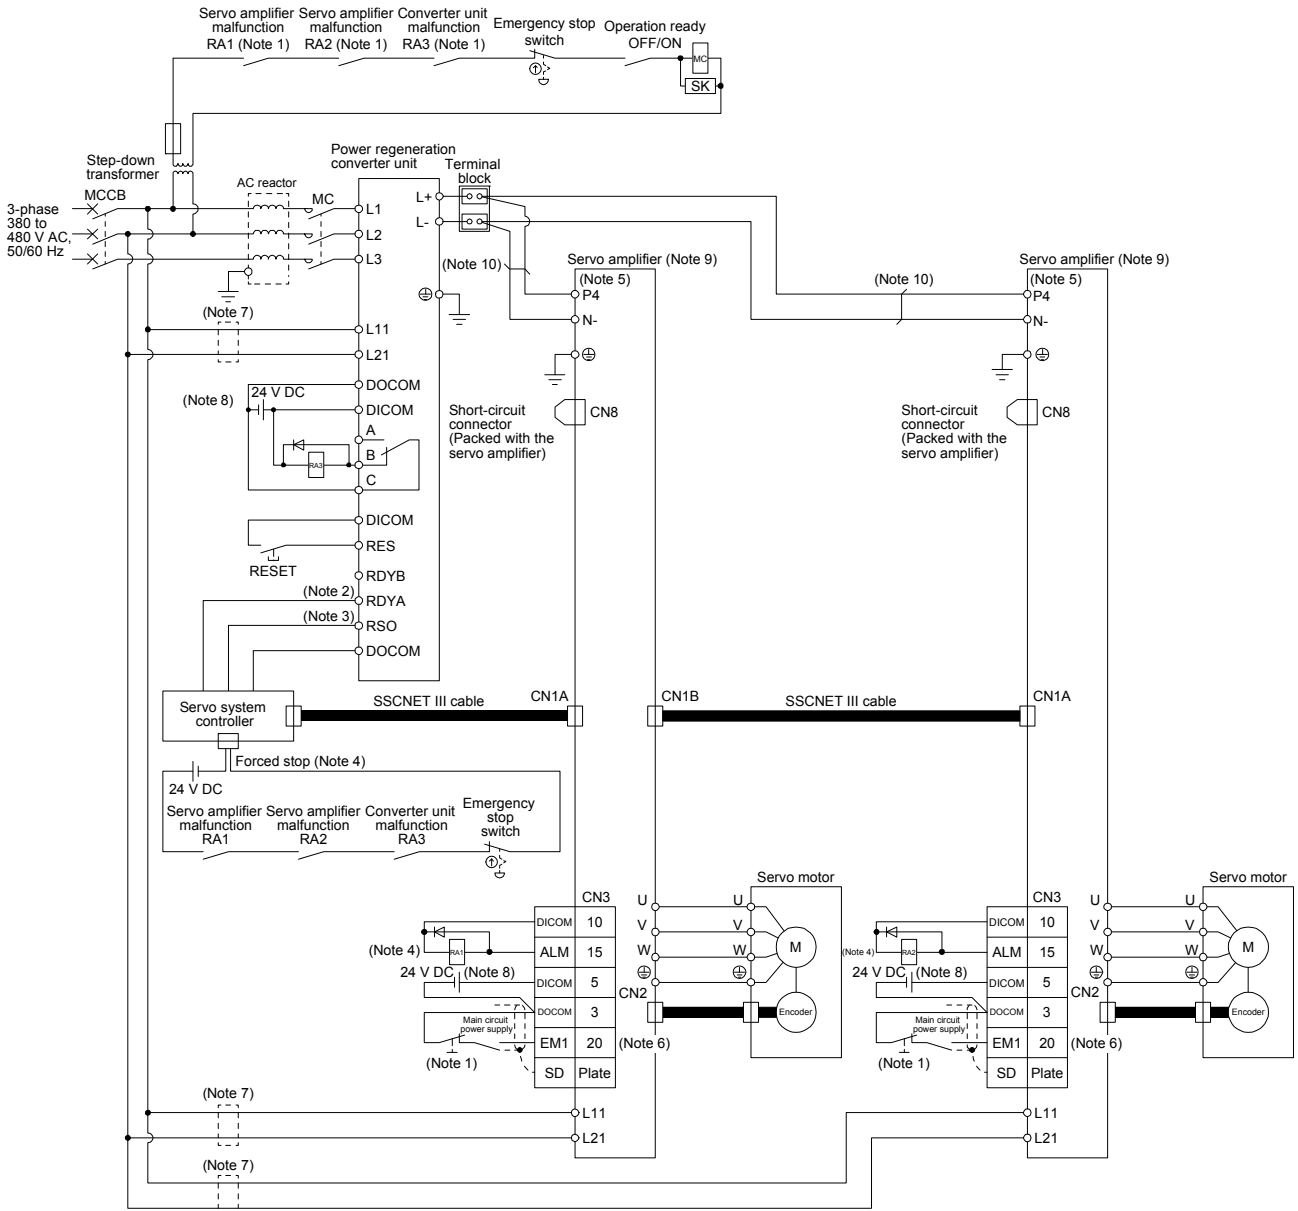 Servo amplifier
malfunction
RA1 (Note 1)
Servo amplifier
malfunction
RA2 (Note 1)
Converter unit
malfunction
RA3 (Note 1)
Emergency stop
switch
Operation ready
OFF/ON
MC
SK
Step-down
transformer
MCCB
3-phase
380 to
480 V AC,
50/60 Hz
AC reactor
MC
Power regeneration
converter unit
Terminal
block
L+
L-
L1
L2
L3
(Note 7)
L11
L21
DOCOM
24 V DC
(Note 8)
DICOM
A
B
C
RA3
DICOM
RES
RESET
RDYB
(Note 2)
RDYA
(Note 3)
RSO
DOCOM
(Note 10)
Servo amplifier (Note 9)
(Note 5)
P4
N-
Short-circuit
connector
(Packed with the
servo amplifier)
CN8
(Note 10)
Servo amplifier (Note 9)
(Note 5)
P4
N-
Short-circuit
connector
(Packed with the
servo amplifier)
CN8
Servo system
controller
SSCNET III cable
CN1A
CN1B
SSCNET III cable
CN1A
Forced stop (Note 4)
24 V DC
Servo amplifier
malfunction
RA1
Servo amplifier
malfunction
RA2
Converter unit
malfunction
RA3
Emergency
stop
switch
CN3
DICOM 10
ALM 15
DICOM 5
DOCOM 3
EM1 20
SD Plate
(Note 4)
RA1
24 V DC
(Note 8)
Main circuit
power supply
(Note 1)
U
V
W
CN2
(Note 6)
Servo motor
U
V
W
M
Encoder
CN3
DICOM 10
ALM 15
DICOM 5
DOCOM 3
EM1 20
SD Plate
(Note 4)
RA2
24 V DC
(Note 8)
Main circuit
power supply
(Note 1)
U
V
W
CN2
(Note 6)
Servo motor
U
V
W
M
Encoder
(Note 7)
L11
L21
L11
L21
(Note 7)